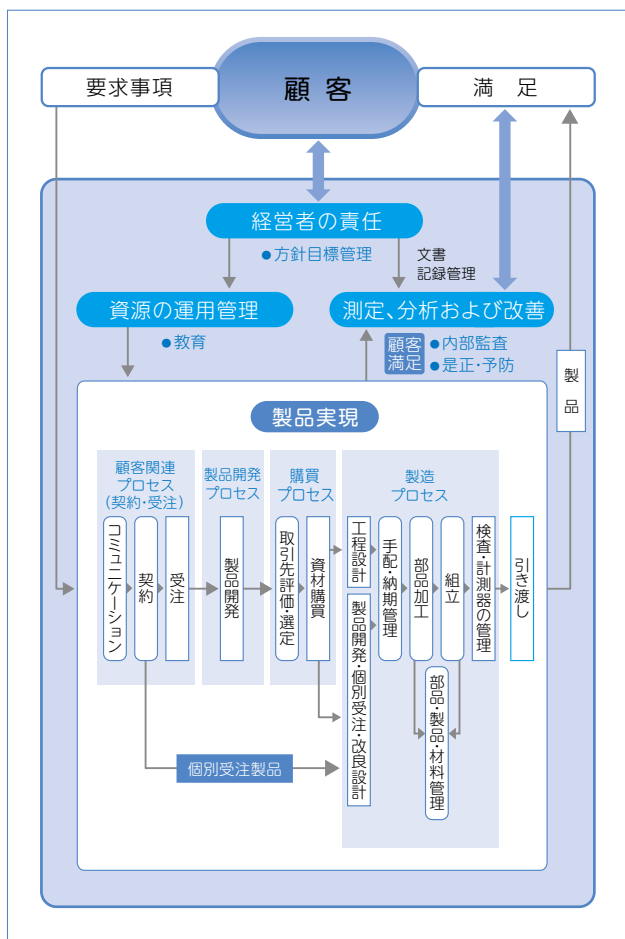 要求事項
顧客
満足
経営者の責任
●方針目標管理
文書
記録管理
資源の運用管理
●教育
測定、分析および改善
顧客
満足
●内部監査
●是正・予防
製品
製品実現
顧客関連
プロセス
(契約・受注)
製品開発
プロセス
購買
プロセス
製造
プロセス
コミュニケーション
契約
受注
製品開発
取引先評価・選定
資材購買
工程設計
製品開発・個別受注・改良設計
手配・納期管理
部品加工
組立
検査・計測器の管理
引き渡し
部品・製品・材料管理
個別受注製品